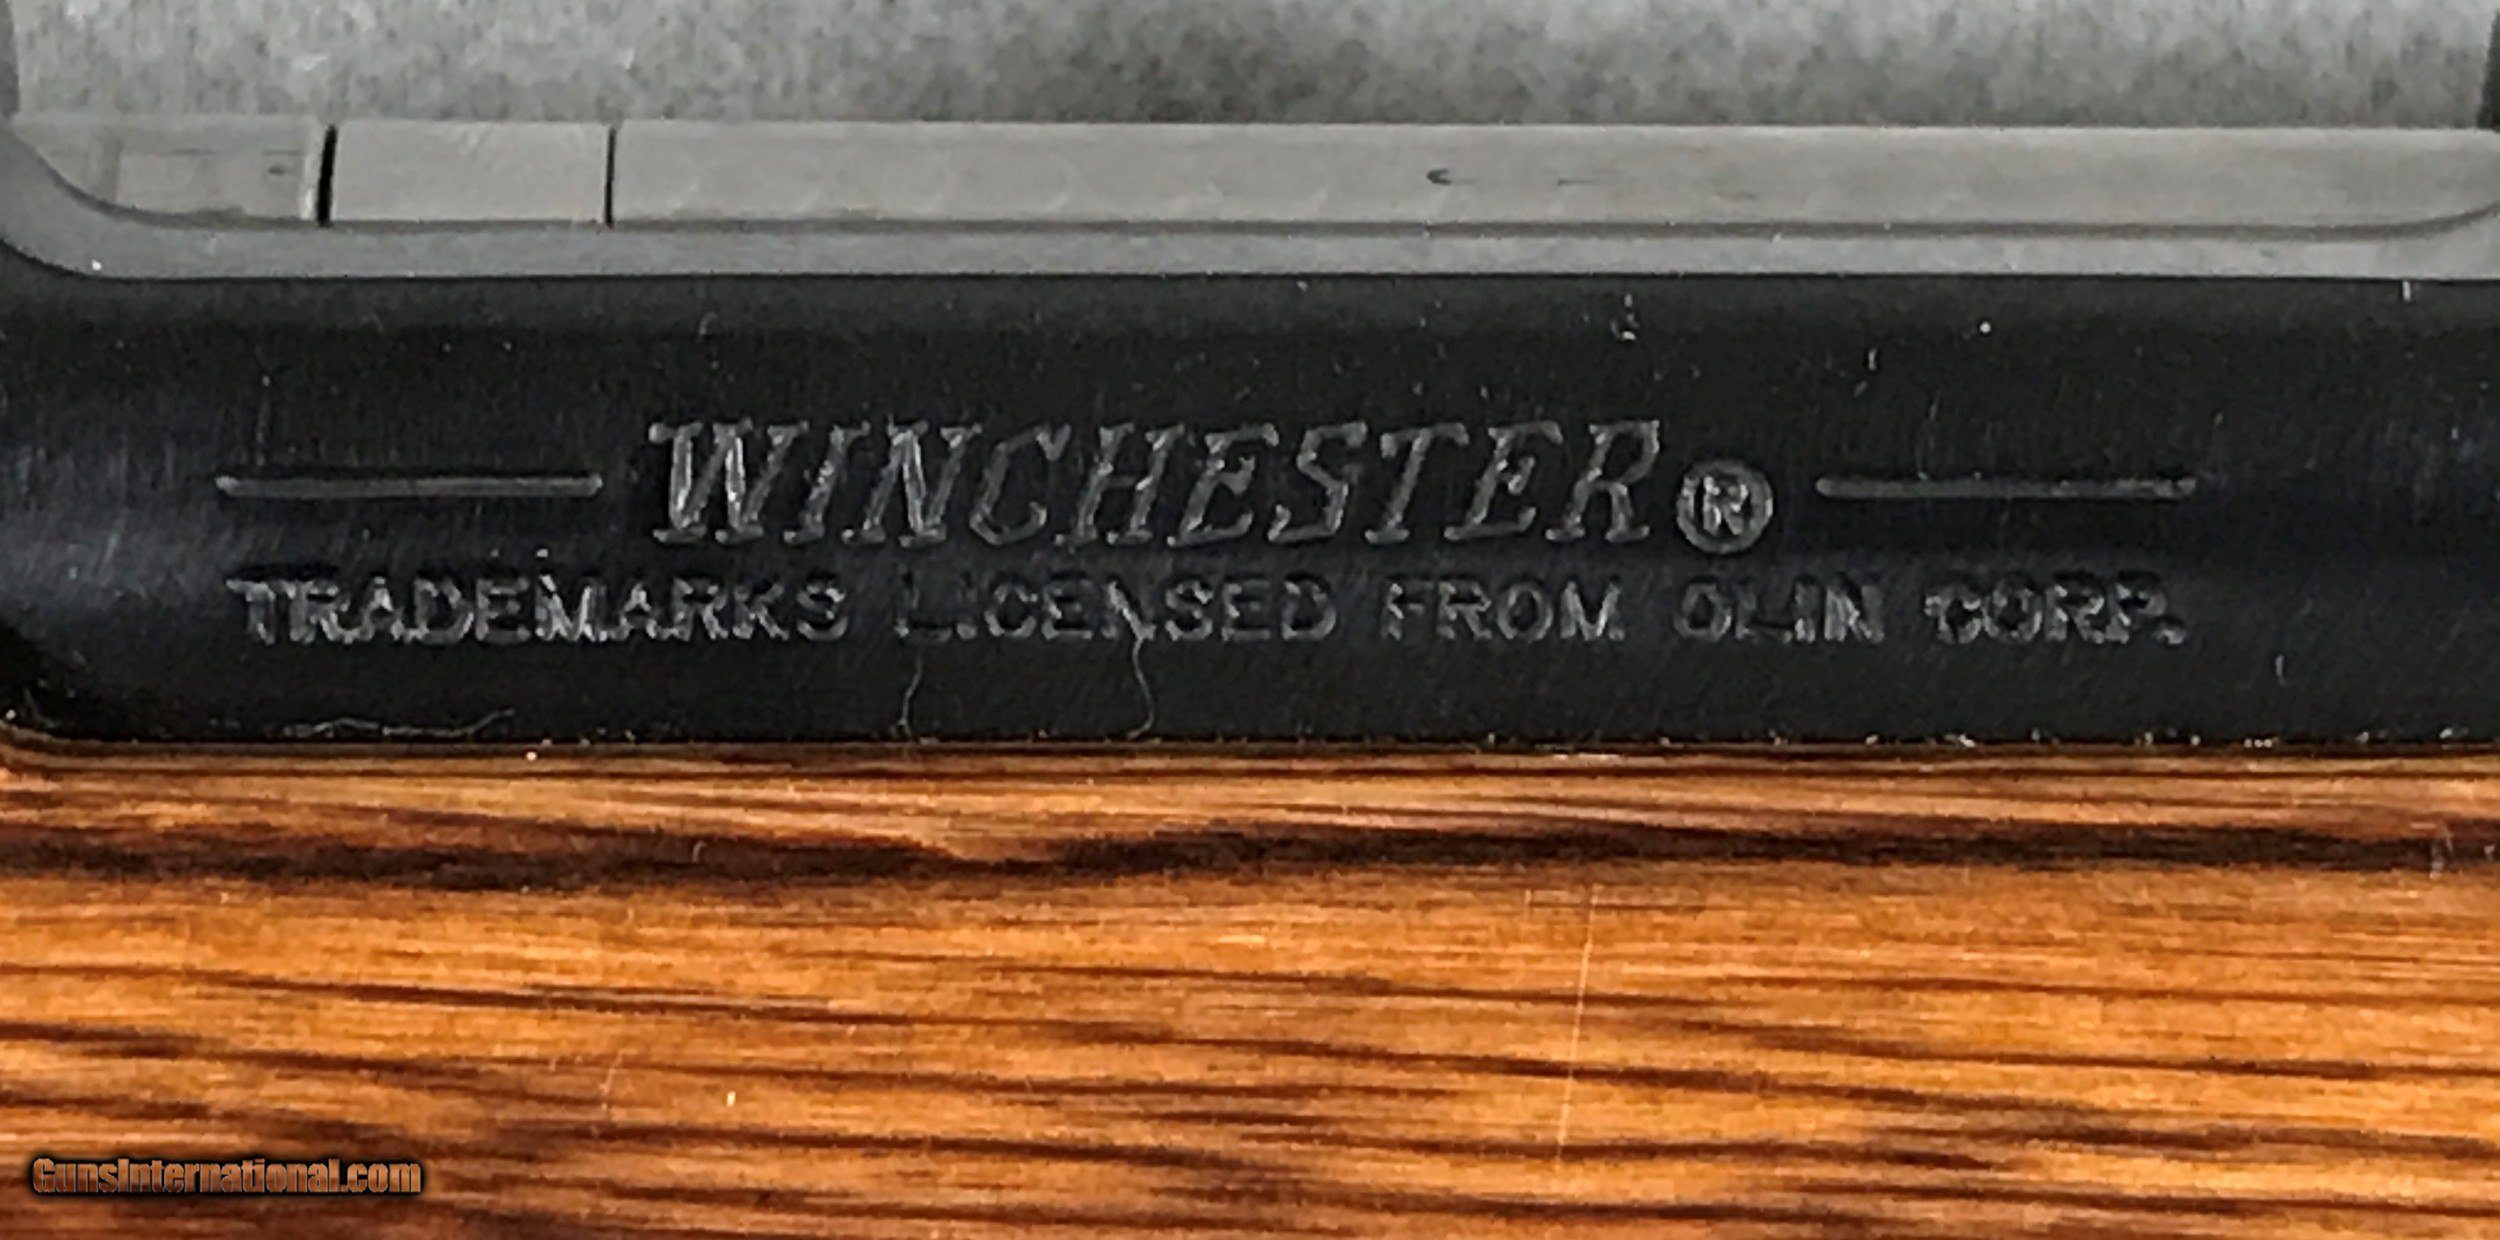 WINCHESTER®
TRADEMARKS LICENSED FROM OLIN CORP.
GunsInternational.com